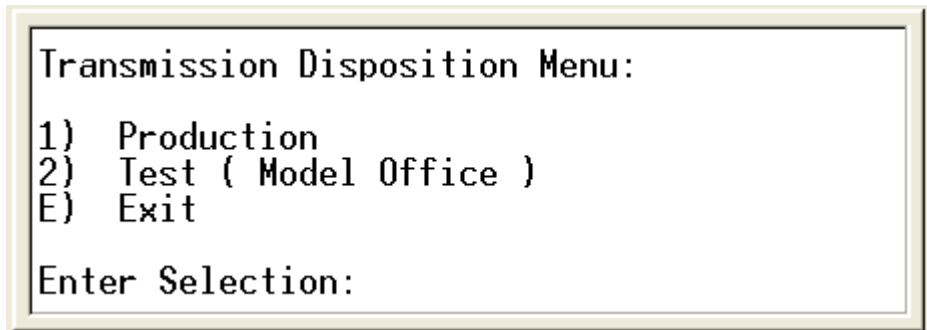 Transmission Disposition Menu:
1) Production
2) Test ( Model Office )
E) Exit
Enter Selection: